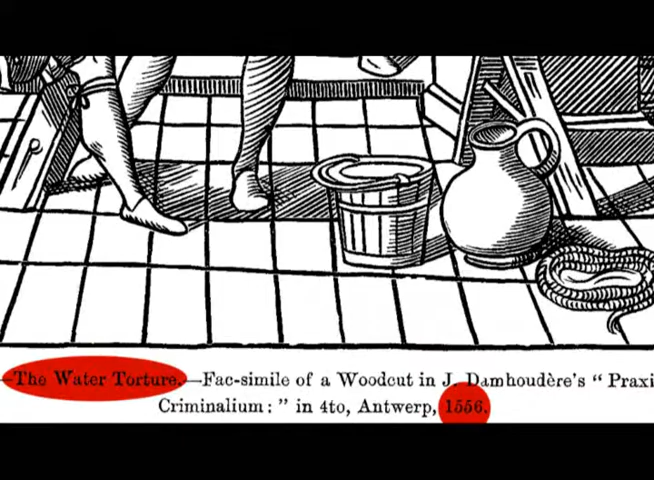 —The Water Torture.—Fac-simile of a Woodcut in J. Damhoudère's “ Praxi
Criminalium: ” in 4to, Antwerp, 1556.